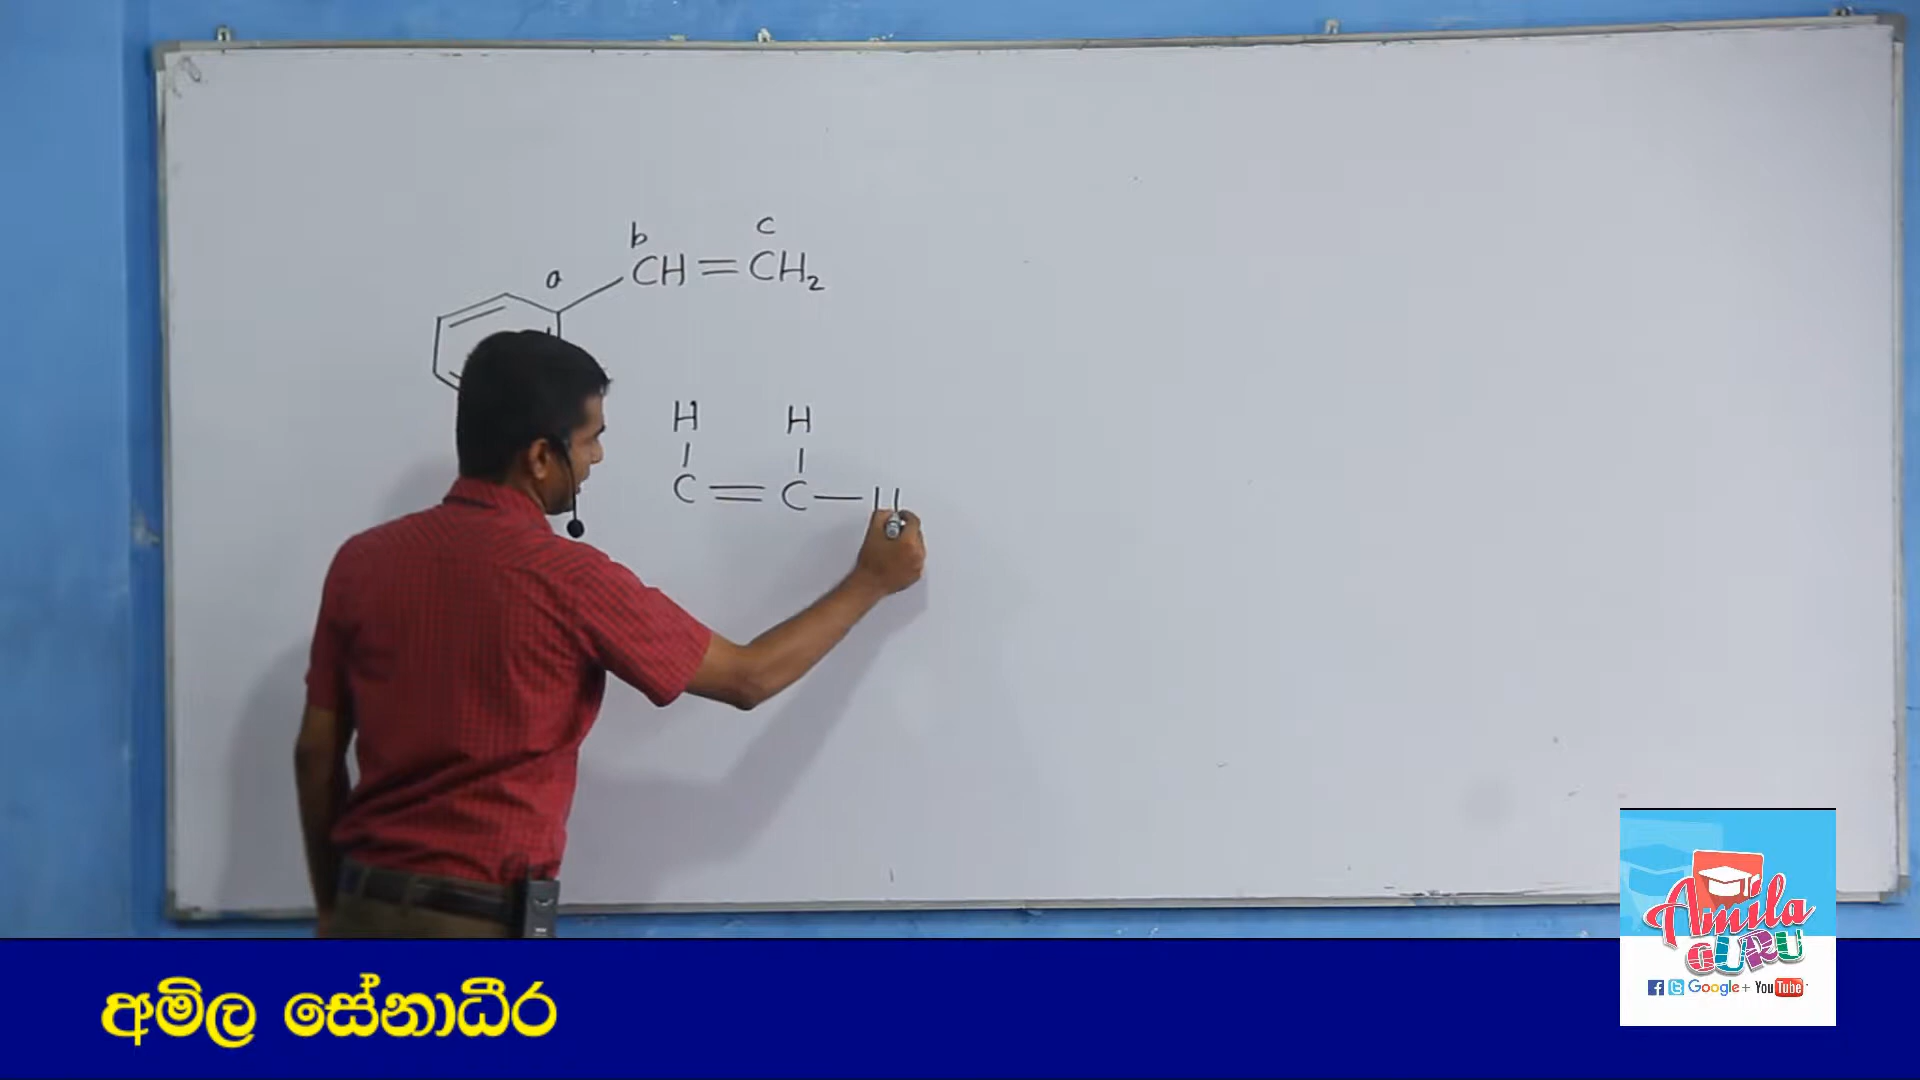 b c
a CH=CH₂
H H
C=C-H
අමිල සේනාධීර
Amila
GURU
Google+ YouTube